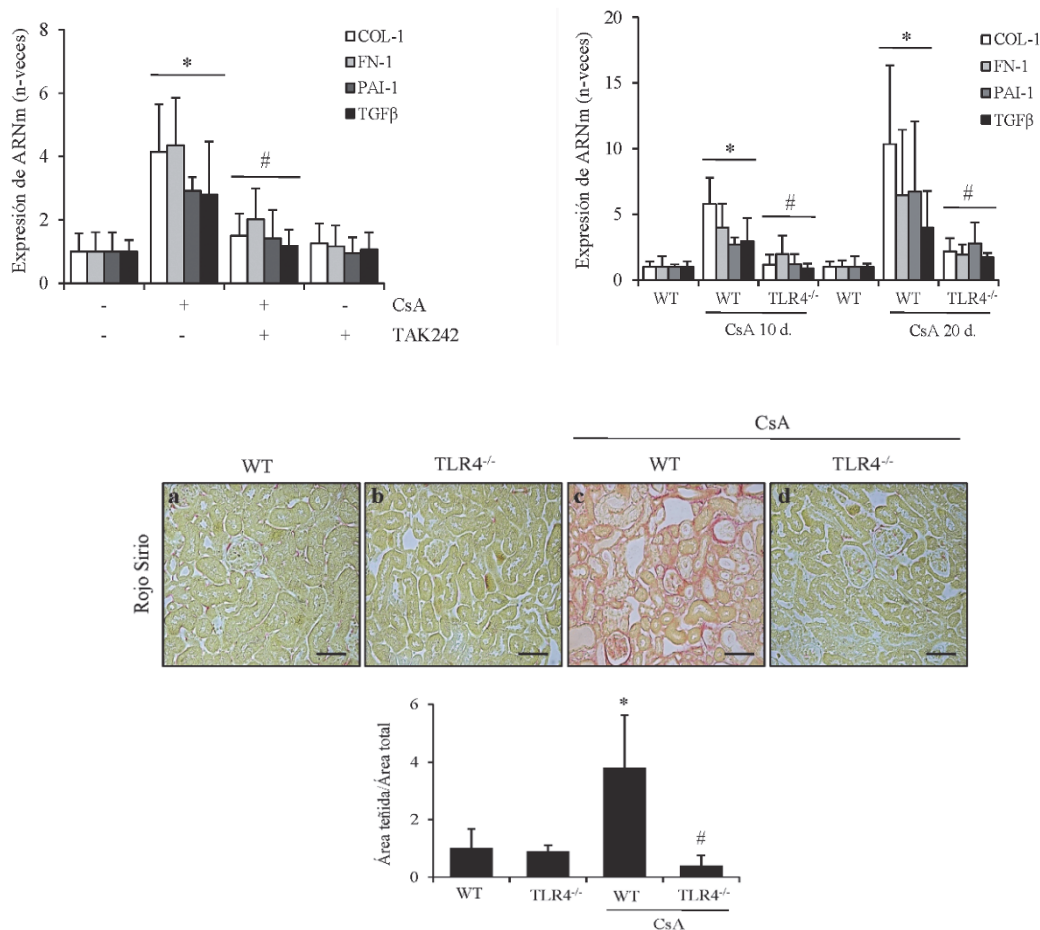 Expresión de ARNm (n-veces)
8
6
4
2
0
*
#
COL-1
FN-1
PAI-1
TGFβ
- + + - CsA
- - + + TAK242
Expresión de ARNm (n-veces)
20
15
10
5
0
*
#
*
#
COL-1
FN-1
PAI-1
TGFβ
WT WT TLR4-/- WT WT TLR4-/-
CsA 10 d. CsA 20 d.
CsA
WT TLR4-/- WT TLR4-/-
a b c d
Rojo Sirio
Área teñida/Área total
6
4
2
0
*
#
WT TLR4-/- WT TLR4-/-
CsA